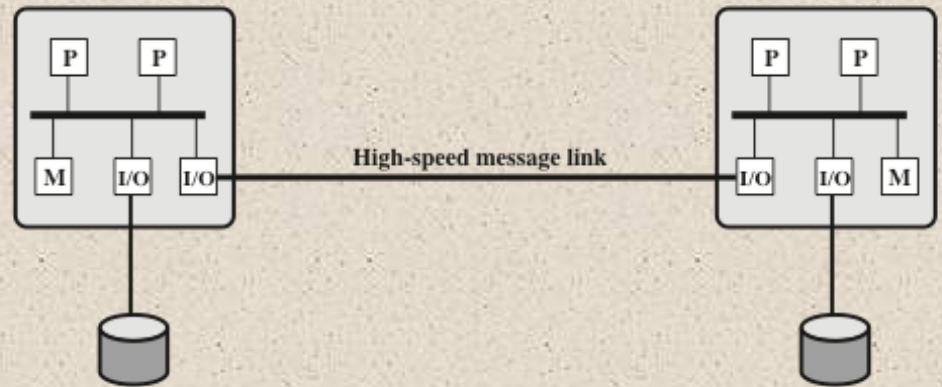 P P
P P
High-speed message link
M I/O I/O
I/O I/O M